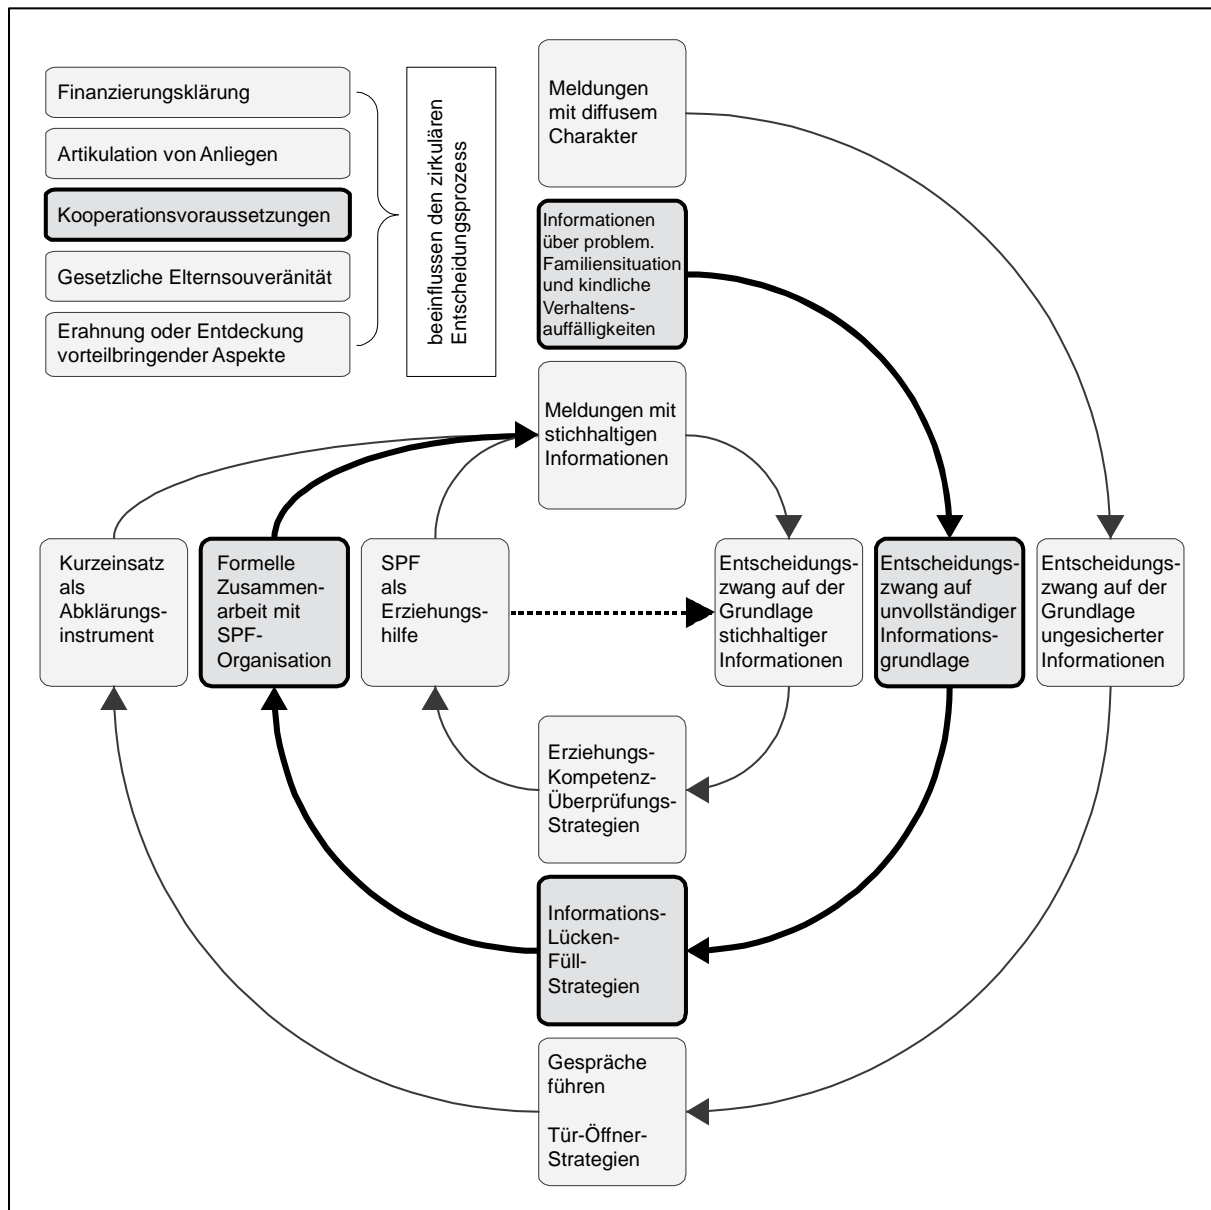 Finanzierungsklärung
Artikulation von Anliegen
Kooperationsvoraussetzungen
Gesetzliche Elternsouveränität
Erahnung oder Entdeckung
vorteilbringender Aspekte
beeinflussen den zirkulären
Entscheidungsprozess
Meldungen
mit diffusem
Charakter
Informationen
über problem.
Familiensituation
und kindliche
Verhaltens-
auffälligkeiten
Meldungen mit
stichhaltigen
Informationen
Kurzeinsatz
als
Abklärungs-
instrument
Formelle
Zusammen-
arbeit mit
SPF-
Organisation
SPF
als
Erziehungs-
hilfe
Entscheidungs-
zwang auf der
Grundlage
stichhaltiger
Informationen
Entscheidungs-
zwang auf
unvollständiger
Informations-
grundlage
Entscheidungs-
zwang auf der
Grundlage
ungesicherter
Informationen
Erziehungs-
Kompetenz-
Überprüfungs-
Strategien
Informations-
Lücken-
Füll-
Strategien
Gespräche
führen
Tür-Öffner-
Strategien